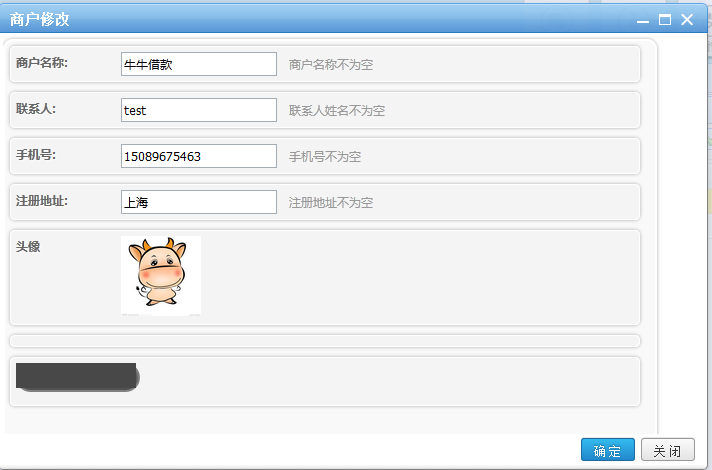 商户修改
商户名称: 牛牛借款 商户名称不为空
联系人: test 联系人姓名不为空
手机号: 15089675463 手机号不为空
注册地址: 上海 注册地址不为空
头像
确定 关闭